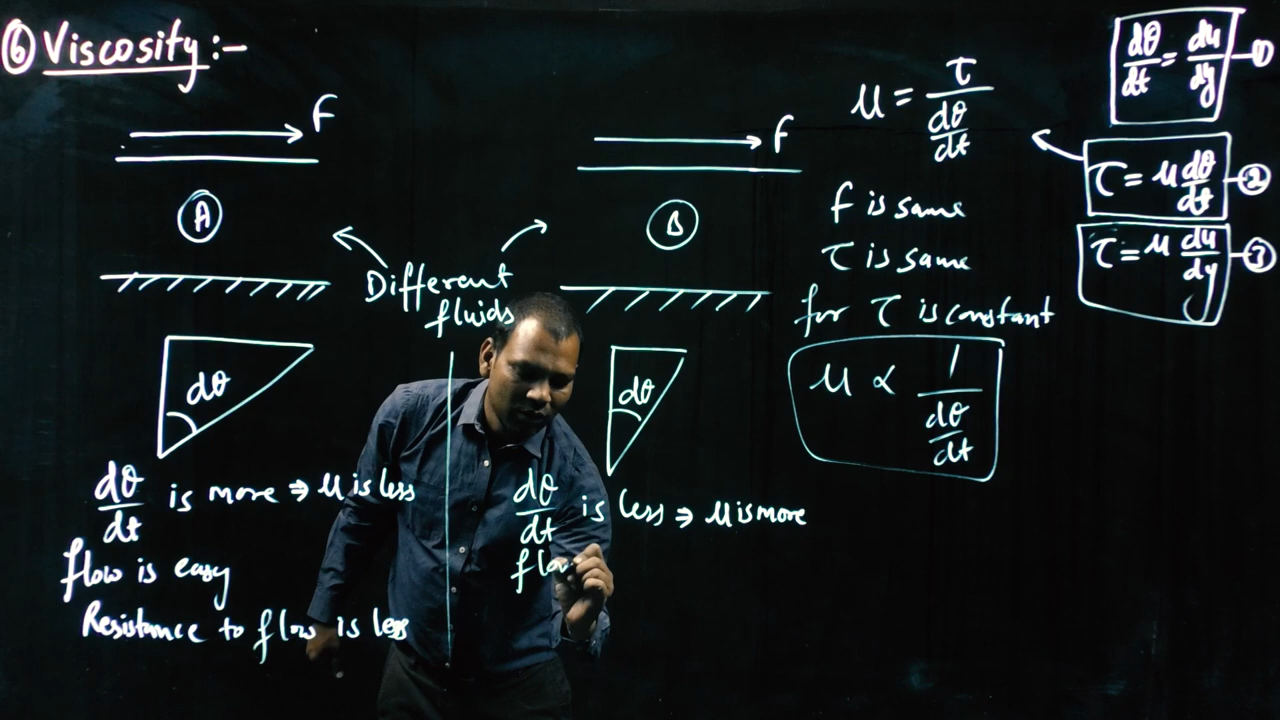 ⑥ Viscosity :-
F
Ⓐ
Different
fluids
F
Ⓑ
dθ
dθ/dt is more ⇒ μ is less
flow is easy
Resistance to flow is less
dθ
dθ/dt is less ⇒ μ is more
flo
μ = τ/(dθ/dt)
f is same
τ is same
for τ is constant
μ ∝ 1/(dθ/dt)
dθ/dt = du/dy - ①
τ = μ dθ/dt - ②
τ = μ du/dy - ③